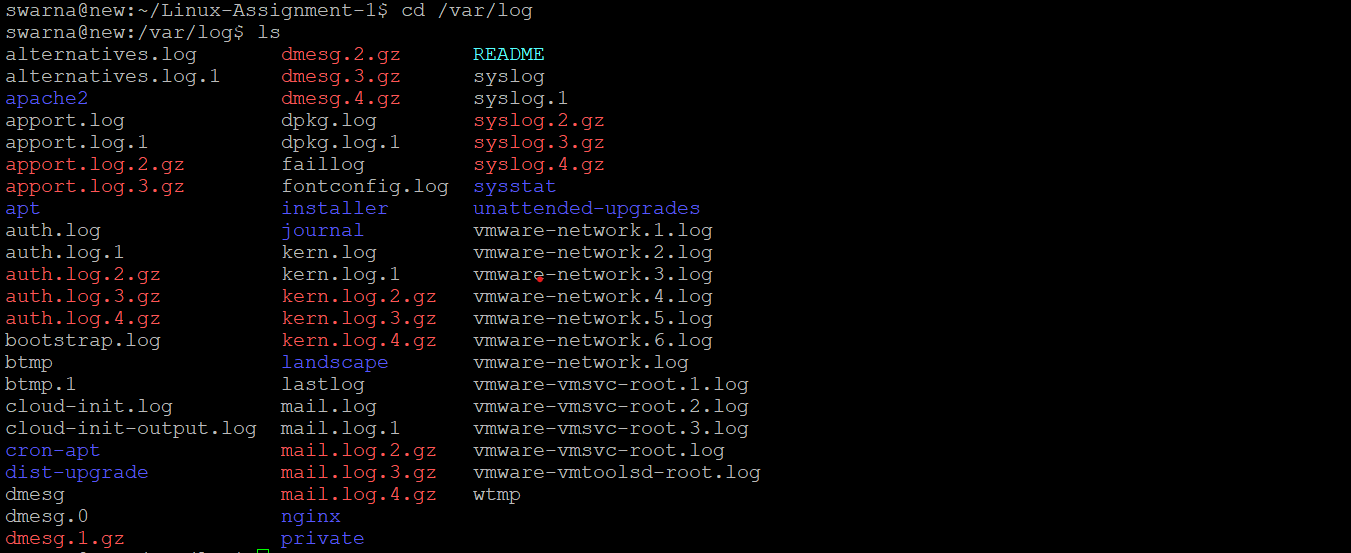 swarna@new:~/Linux-Assignment-1$ cd /var/log
swarna@new:/var/log$ ls
alternatives.log dmesg.2.gz README
alternatives.log.1 dmesg.3.gz syslog
apache2 dmesg.4.gz syslog.1
apport.log dpkg.log syslog.2.gz
apport.log.1 dpkg.log.1 syslog.3.gz
apport.log.2.gz faillog syslog.4.gz
apport.log.3.gz fontconfig.log sysstat
apt installer unattended-upgrades
auth.log journal vmware-network.1.log
auth.log.1 kern.log vmware-network.2.log
auth.log.2.gz kern.log.1 vmware-network.3.log
auth.log.3.gz kern.log.2.gz vmware-network.4.log
auth.log.4.gz kern.log.3.gz vmware-network.5.log
bootstrap.log kern.log.4.gz vmware-network.6.log
btmp landscape vmware-network.log
btmp.1 lastlog vmware-vmsvc-root.1.log
cloud-init.log mail.log vmware-vmsvc-root.2.log
cloud-init-output.log mail.log.1 vmware-vmsvc-root.3.log
cron-apt mail.log.2.gz vmware-vmsvc-root.log
dist-upgrade mail.log.3.gz vmware-vmtoolsd-root.log
dmesg mail.log.4.gz wtmp
dmesg.0 nginx
dmesg.1.gz private